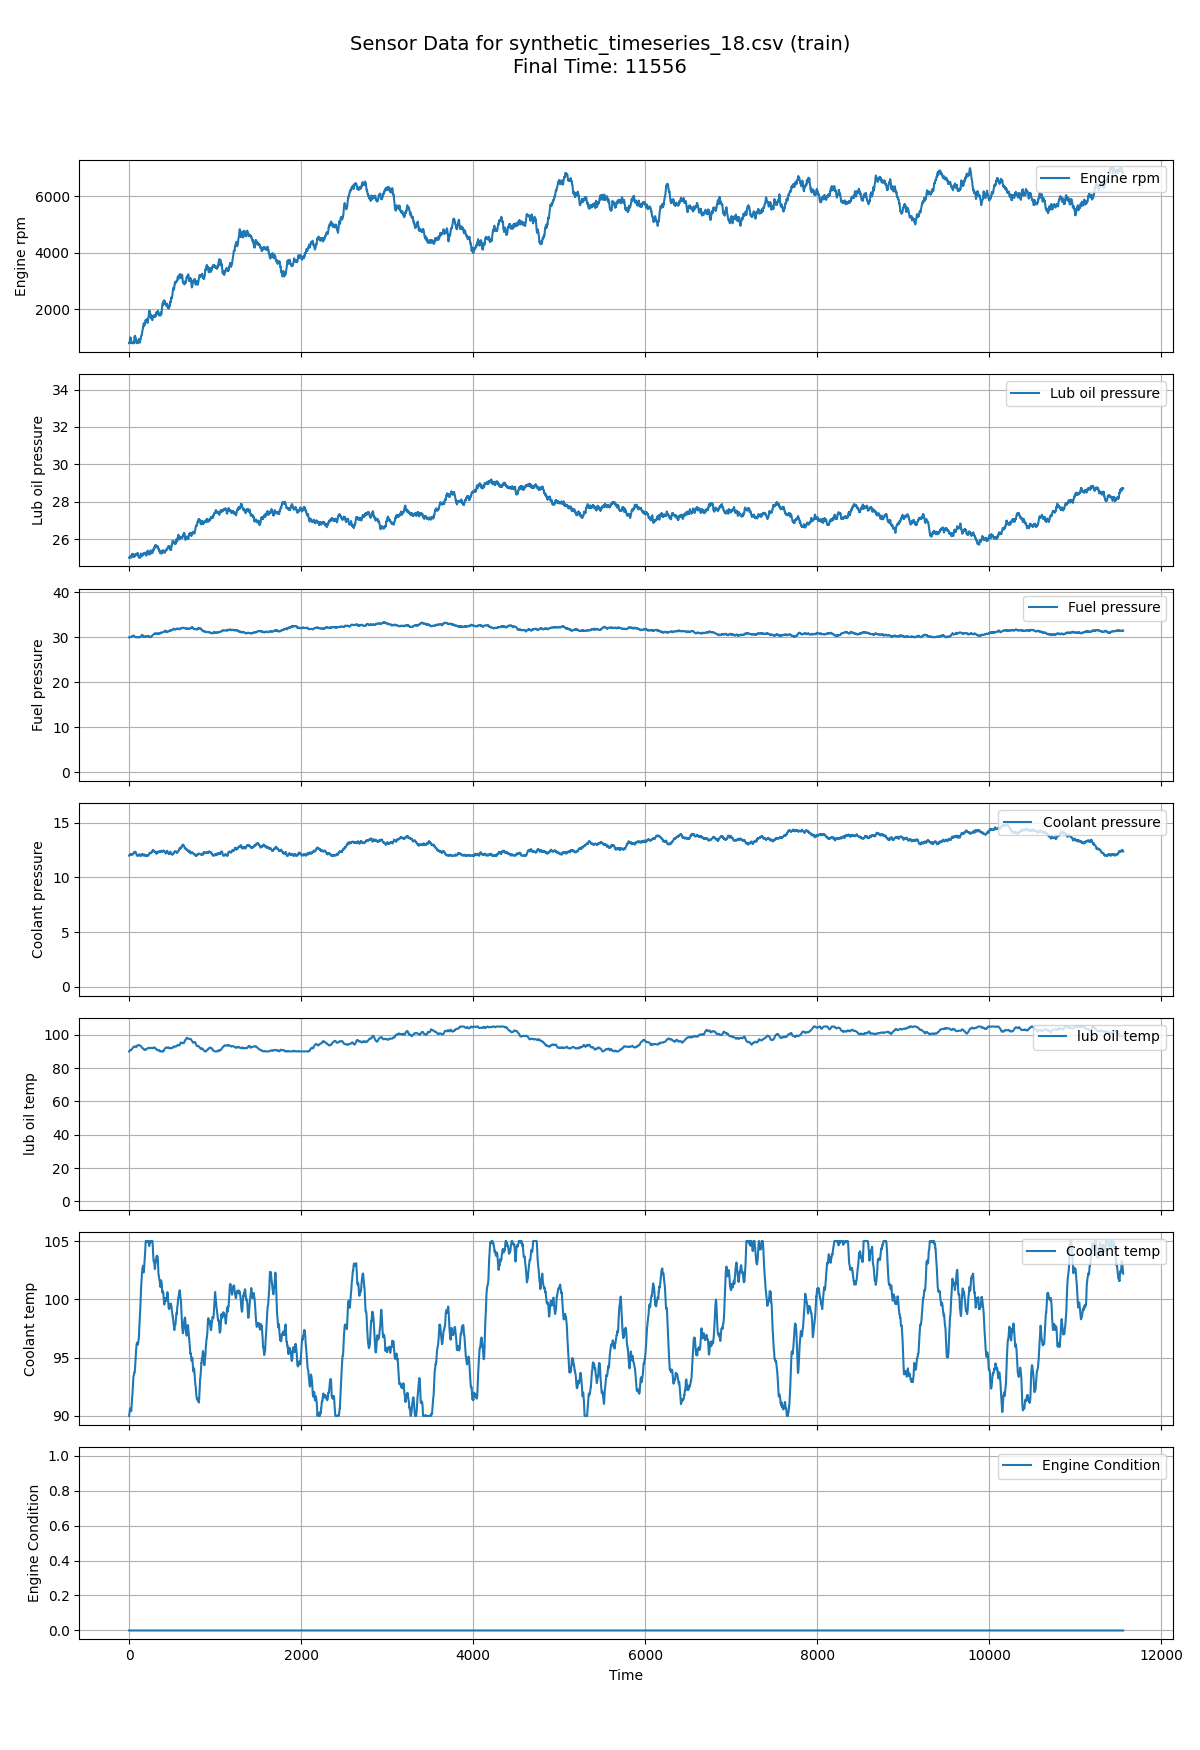 Sensor Data for synthetic_timeseries_18.csv (train)
Final Time: 11556
Engine rpm
6000
4000
2000
Engine rpm
Lub oil pressure
34
32
30
28
26
Lub oil pressure
Fuel pressure
40
30
20
10
0
Fuel pressure
Coolant pressure
15
10
5
0
Coolant pressure
lub oil temp
100
80
60
40
20
0
lub oil temp
Coolant temp
105
100
95
90
Coolant temp
Engine Condition
1.0
0.8
0.6
0.4
0.2
0.0
Engine Condition
0 2000 4000 6000 8000 10000 12000
Time